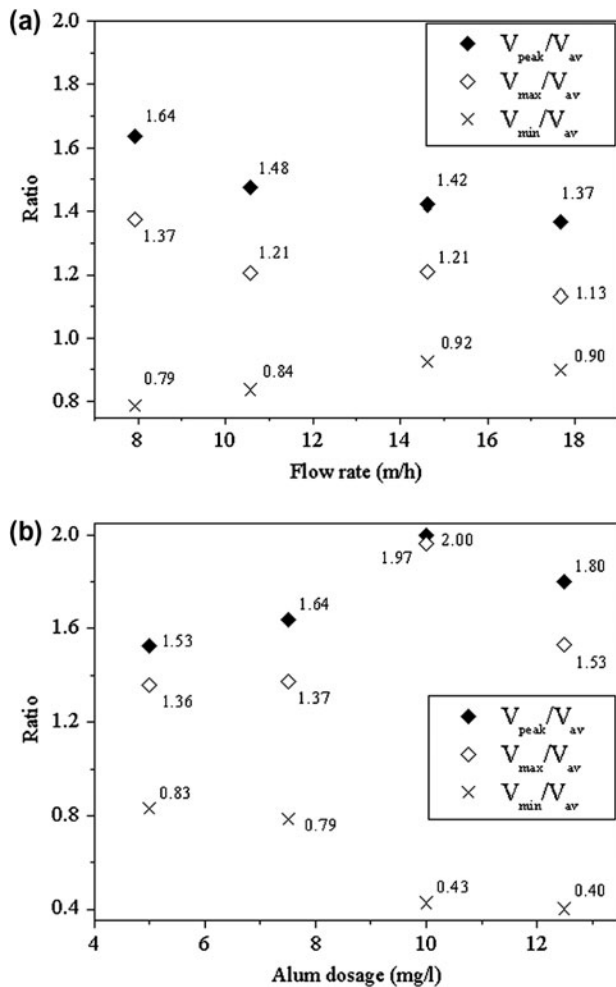 (a)
2.0
1.8
1.6
1.4
1.2
1.0
0.8
Ratio
V_peak/V_av
V_max/V_av
V_min/V_av
1.64
1.48
1.42
1.37
1.37
1.21
1.21
1.13
0.79
0.84
0.92
0.90
8 10 12 14 16 18
Flow rate (m/h)
(b)
2.0
1.6
1.2
0.8
0.4
Ratio
2.00
1.97
1.80
1.64
1.53
1.53
1.36
1.37
V_peak/V_av
V_max/V_av
V_min/V_av
0.83
0.79
0.43
0.40
4 6 8 10 12
Alum dosage (mg/l)